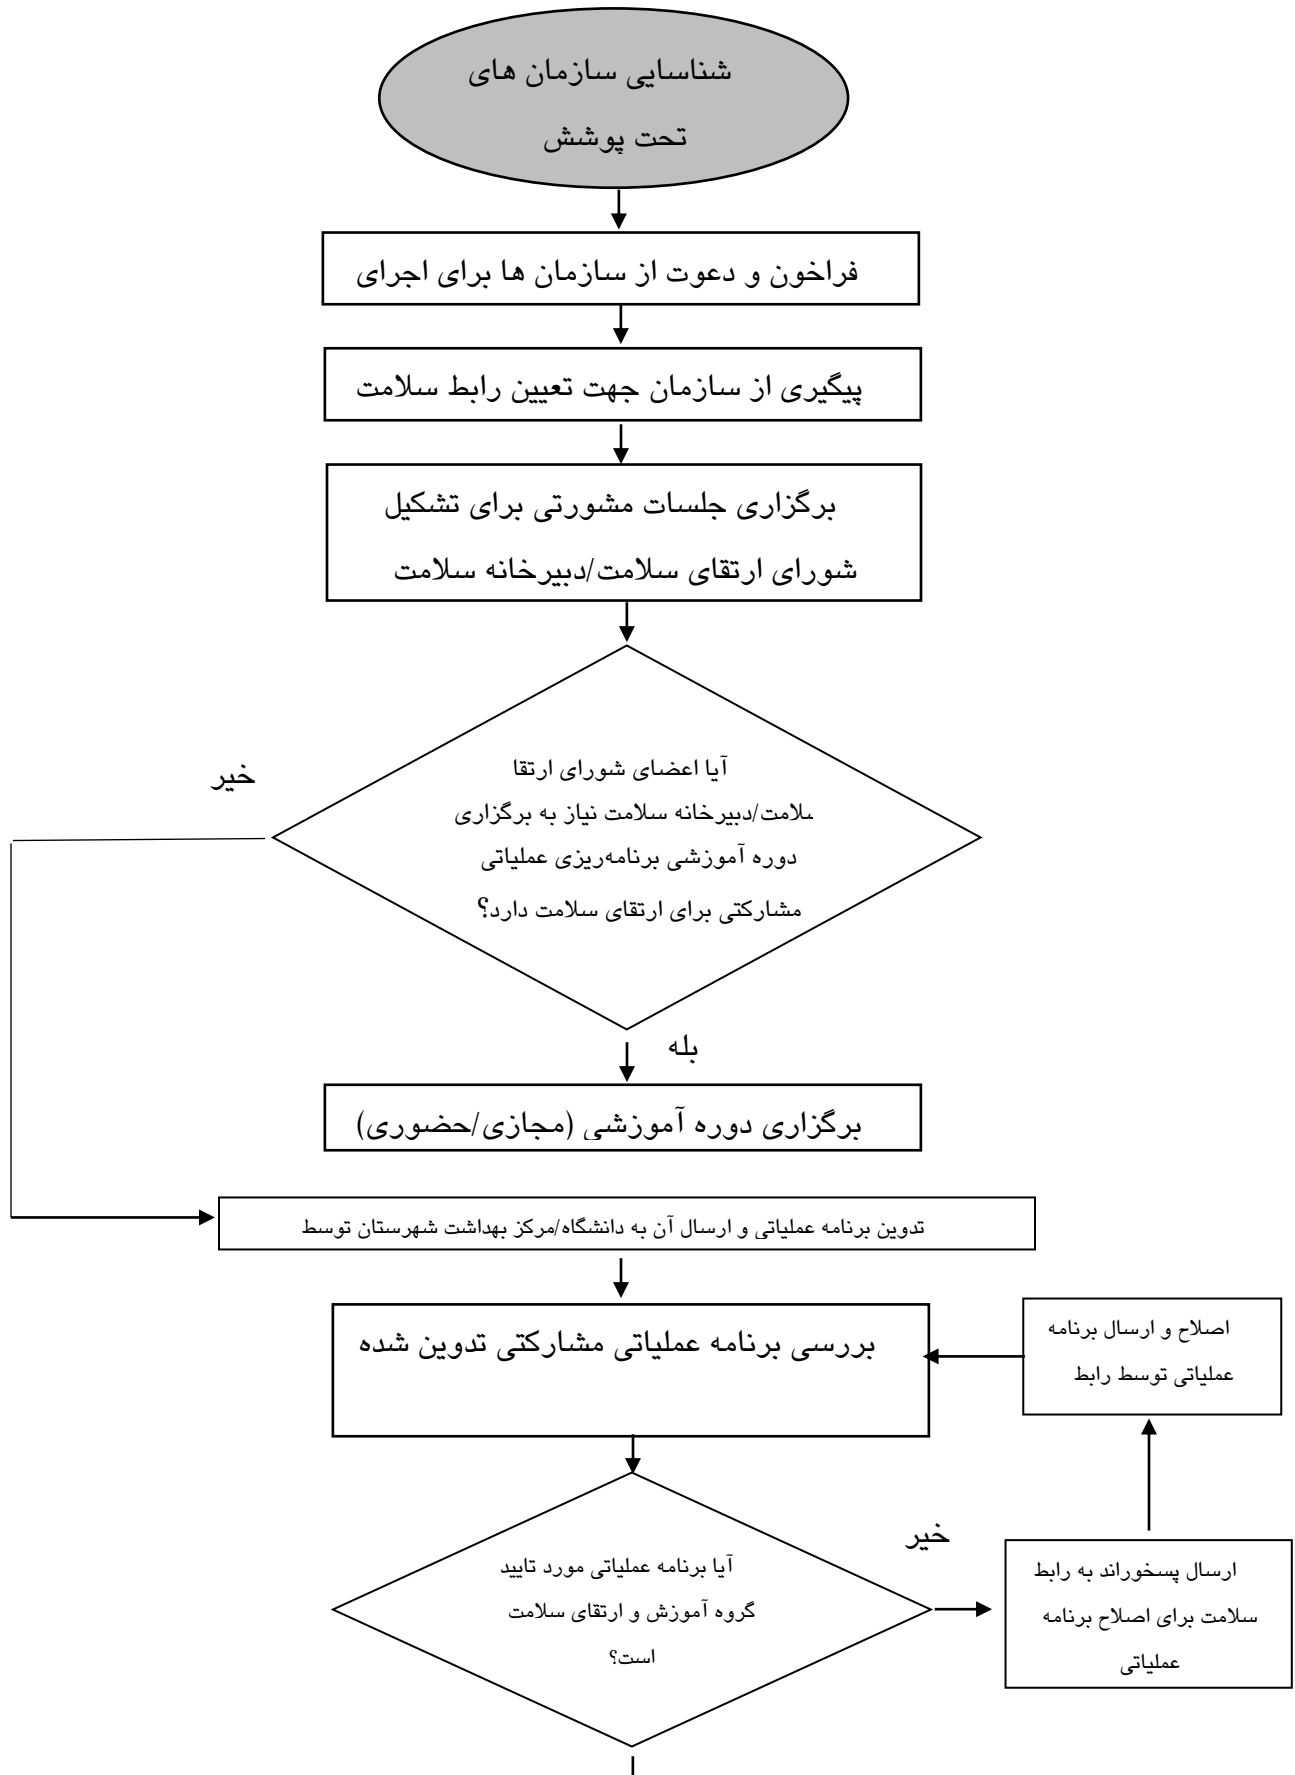 شناسایی سازمان های
تحت پوشش
فراخون و دعوت از سازمان ها برای اجرای
پیگیری از سازمان جهت تعیین رابط سلامت
برگزاری جلسات مشورتی برای تشکیل
شورای ارتقای سلامت/دبیرخانه سلامت
خیر
آیا اعضای شورای ارتقا
سلامت/دبیرخانه سلامت نیاز به برگزاری
دوره آموزشی برنامه‌ریزی عملیاتی
مشارکتی برای ارتقای سلامت دارد؟
بله
برگزاری دوره آموزشی (مجازی/حضوری)
تدوین برنامه عملیاتی و ارسال آن به دانشگاه/مرکز بهداشت شهرستان توسط
بررسی برنامه عملیاتی مشارکتی تدوین شده
اصلاح و ارسال برنامه
عملیاتی توسط رابط
خیر
آیا برنامه عملیاتی مورد تایید
گروه آموزش و ارتقای سلامت
است؟
ارسال پسخوراند به رابط
سلامت برای اصلاح برنامه
عملیاتی